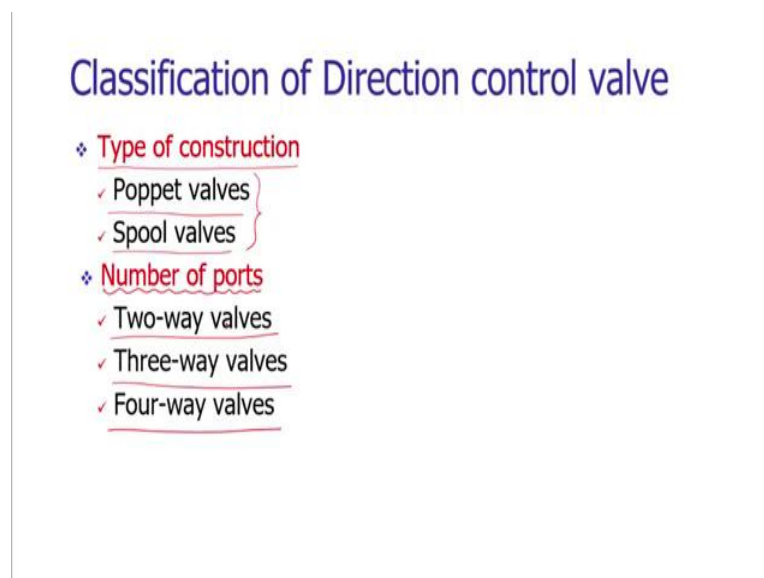 Classification of Direction control valve
Type of construction
Poppet valves
Spool valves
Number of ports
Two-way valves
Three-way valves
Four-way valves